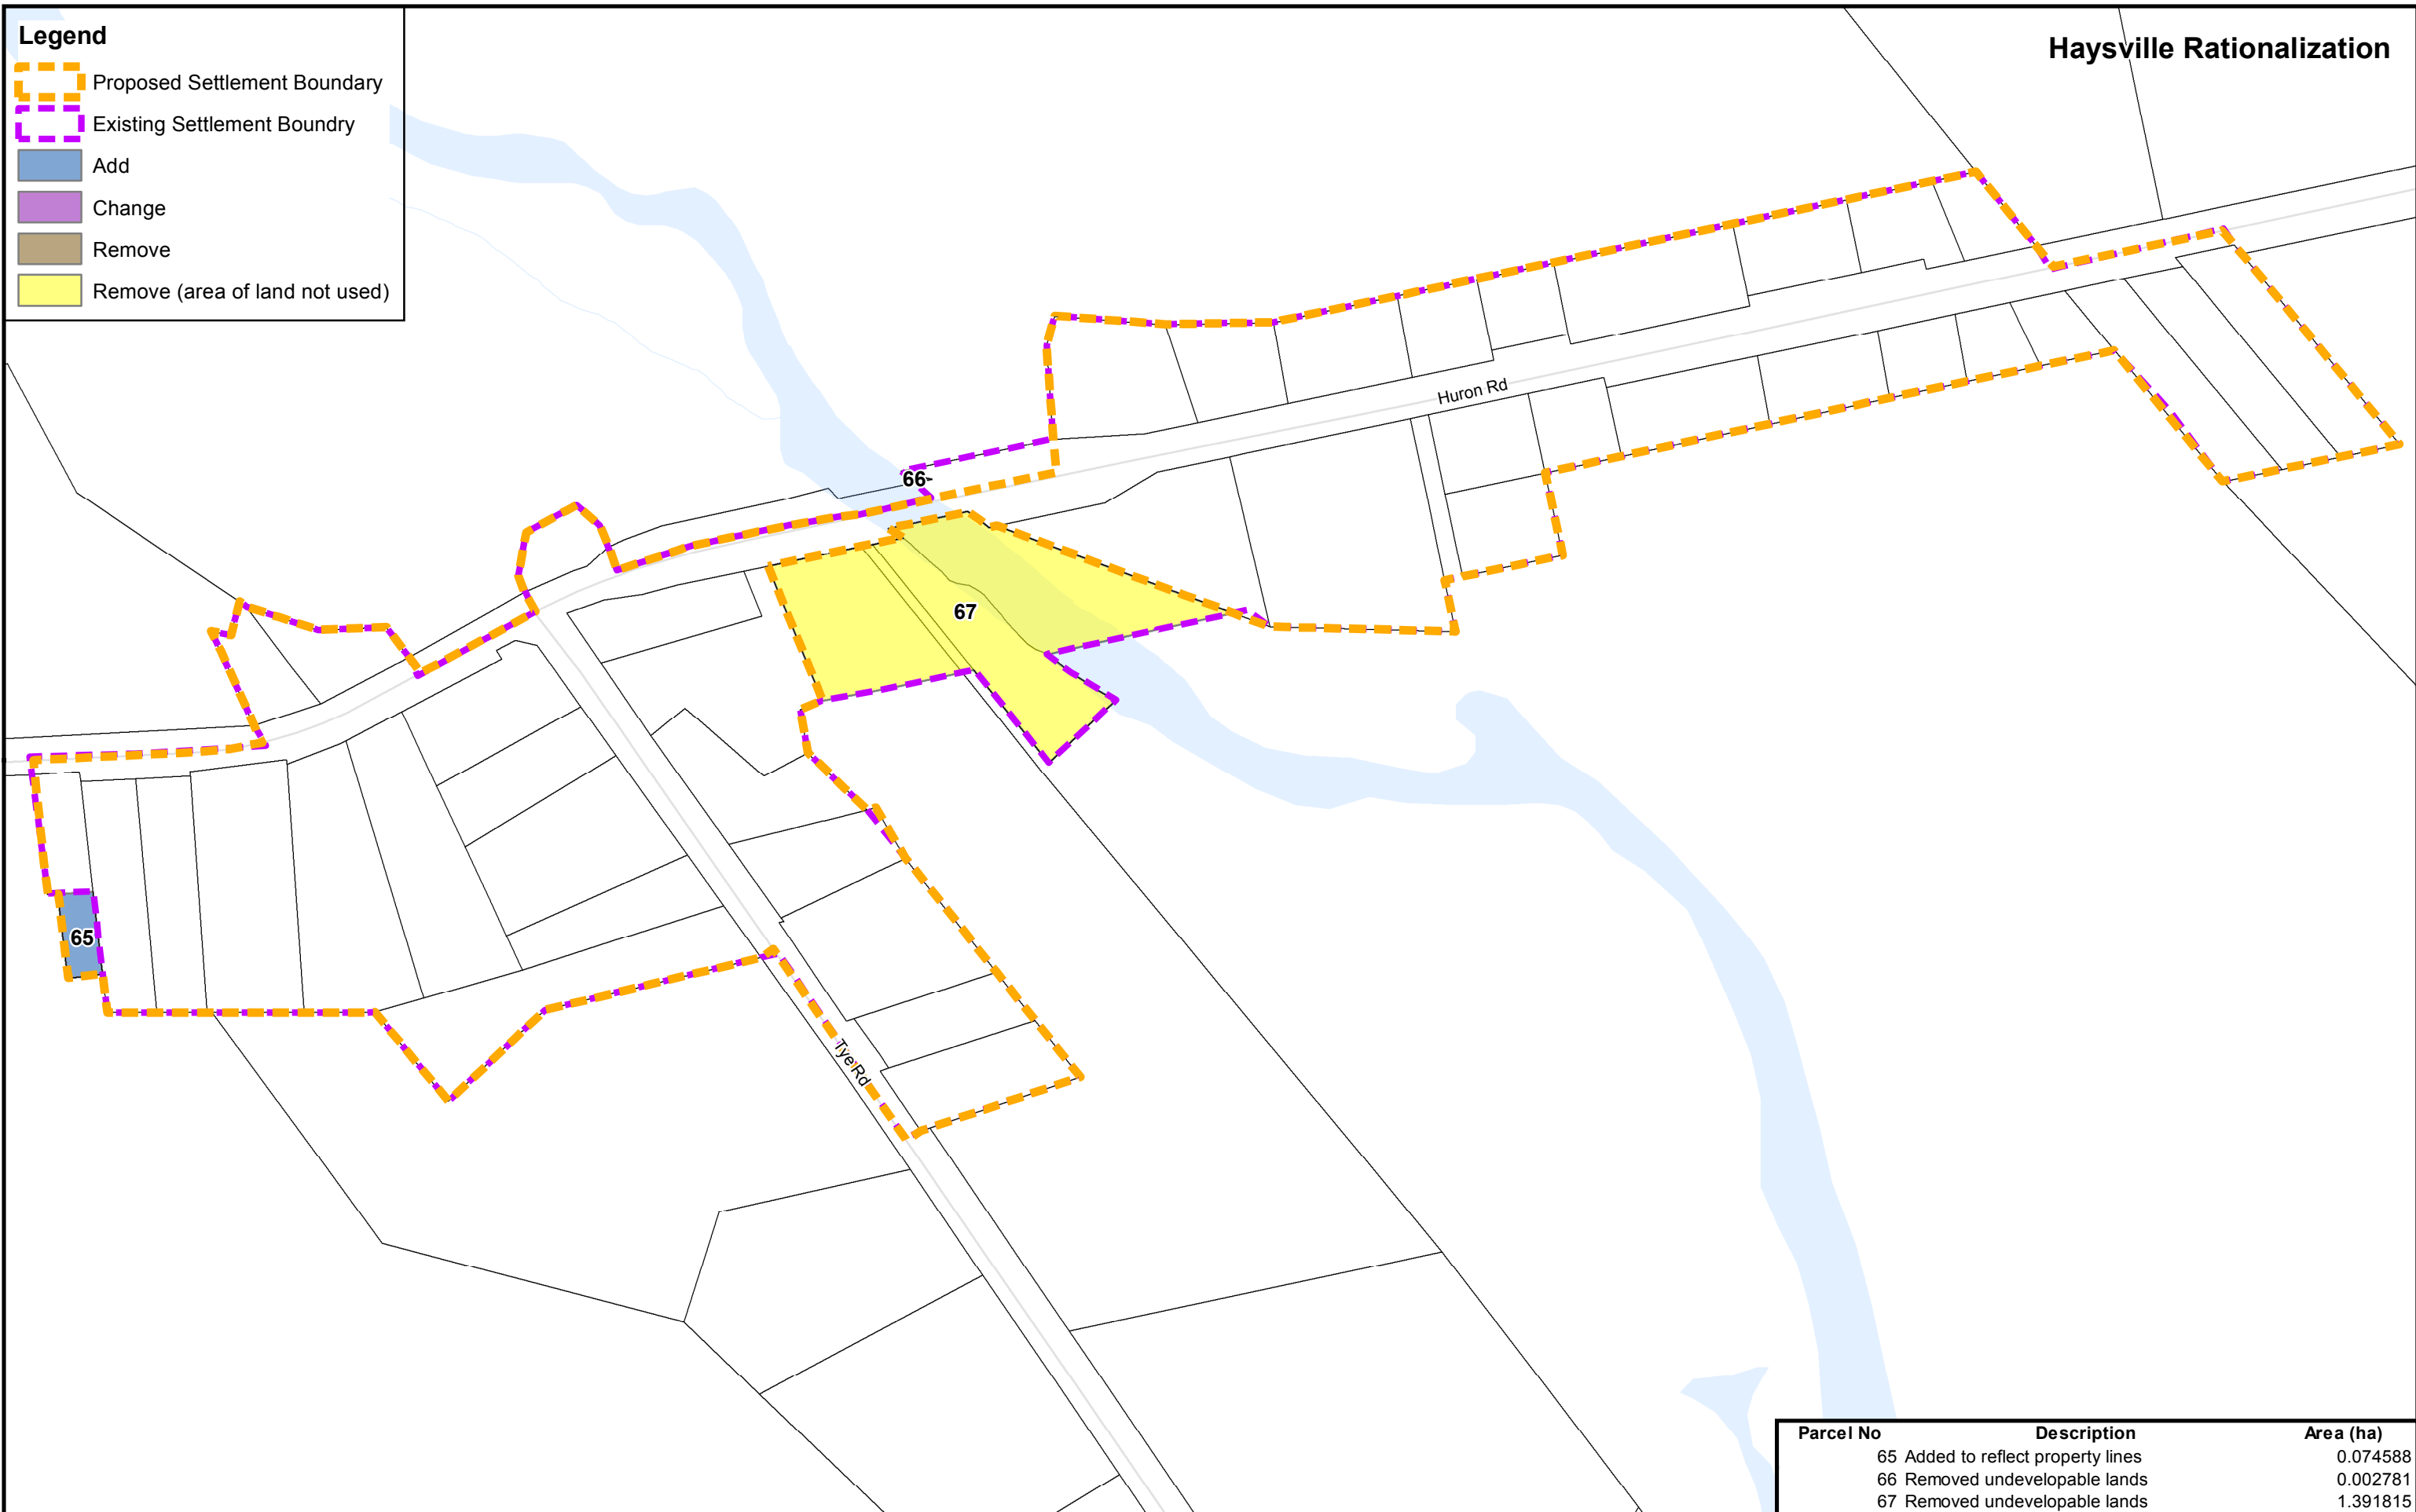 Legend
Haysville Rationalization
Proposed Settlement Boundary
Existing Settlement Boundry
Add
Change
Remove
Remove (area of land not used)
Huron Rd
66-
67
65
Tye Rd
Parcel No Description Area (ha)
65 Added to reflect property lines 0.074588
66 Removed undevelopable lands 0.002781
67 Removed undevelopable lands 1.391815